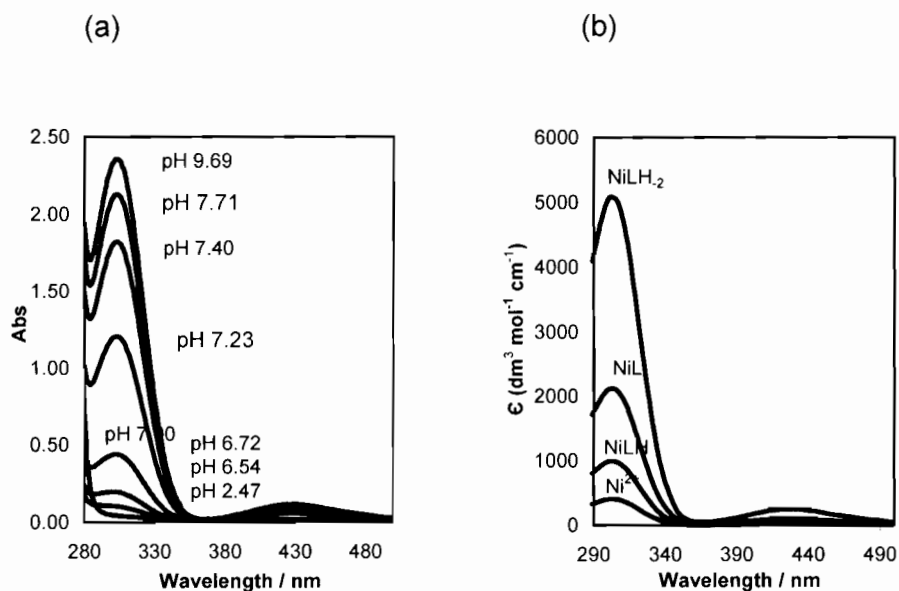 (a)
(b)
2.50
2.00
1.50
1.00
0.50
0.00
Abs
pH 9.69
pH 7.71
pH 7.40
pH 7.23
pH 6.72
pH 6.54
pH 2.47
280 330 380 430 480
Wavelength / nm
6000
5000
4000
3000
2000
1000
0
Є (dm³ mol⁻¹ cm⁻¹)
NiLH₋₂
NiL
NiLH
290 340 390 440 490
Wavelength / nm